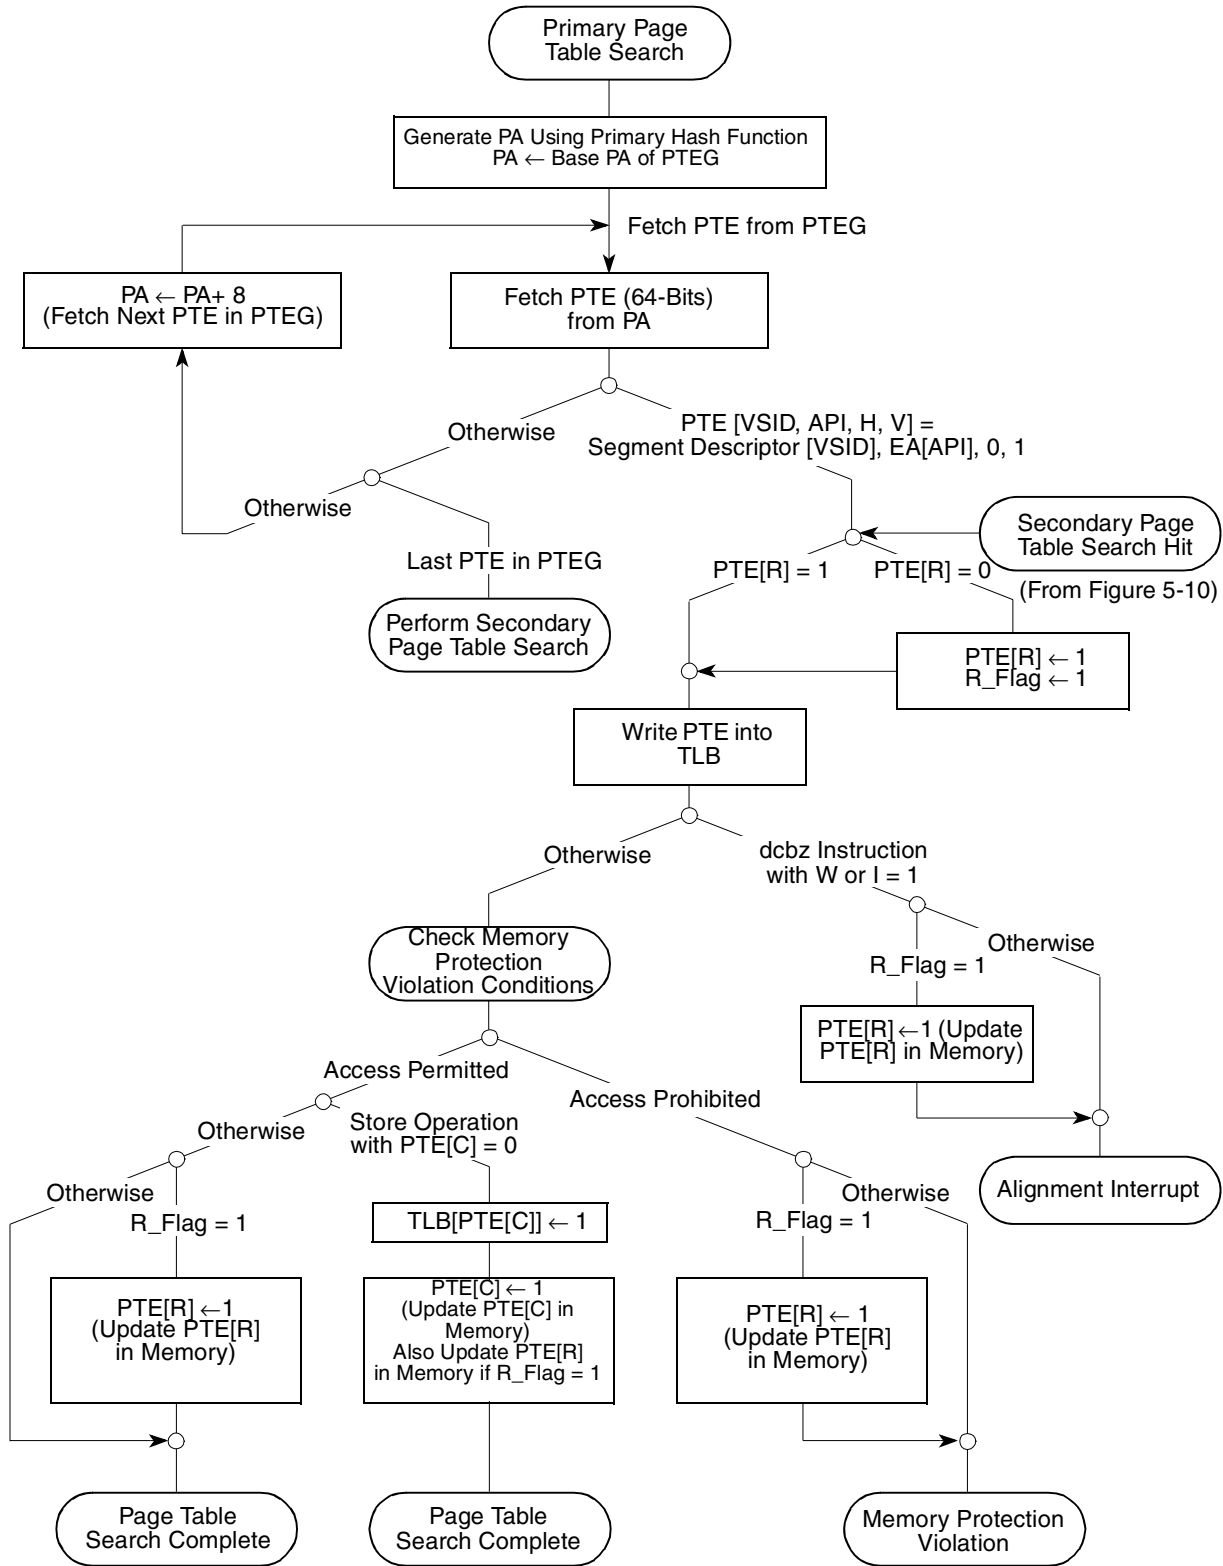 Primary Page
Table Search
Generate PA Using Primary Hash Function
PA ← Base PA of PTEG
Fetch PTE from PTEG
PA ← PA+ 8
(Fetch Next PTE in PTEG)
Fetch PTE (64-Bits)
from PA
Otherwise
PTE [VSID, API, H, V] =
Segment Descriptor [VSID], EA[API], 0, 1
Otherwise
Last PTE in PTEG
Perform Secondary
Page Table Search
Secondary Page
Table Search Hit
(From Figure 5-10)
PTE[R] = 1
PTE[R] = 0
PTE[R] ← 1
R_Flag ← 1
Write PTE into
TLB
Otherwise
dcbz Instruction
with W or I = 1
Check Memory
Protection
Violation Conditions
R_Flag = 1
Otherwise
PTE[R] ←1 (Update
PTE[R] in Memory)
Alignment Interrupt
Access Permitted
Access Prohibited
Otherwise
Store Operation
with PTE[C] = 0
Otherwise
R_Flag = 1
TLB[PTE[C]] ← 1
R_Flag = 1
Otherwise
PTE[R] ←1
(Update PTE[R]
in Memory)
PTE[C] ← 1
(Update PTE[C] in
Memory)
Also Update PTE[R]
in Memory if R_Flag = 1
PTE[R] ← 1
(Update PTE[R]
in Memory)
Page Table
Search Complete
Page Table
Search Complete
Memory Protection
Violation